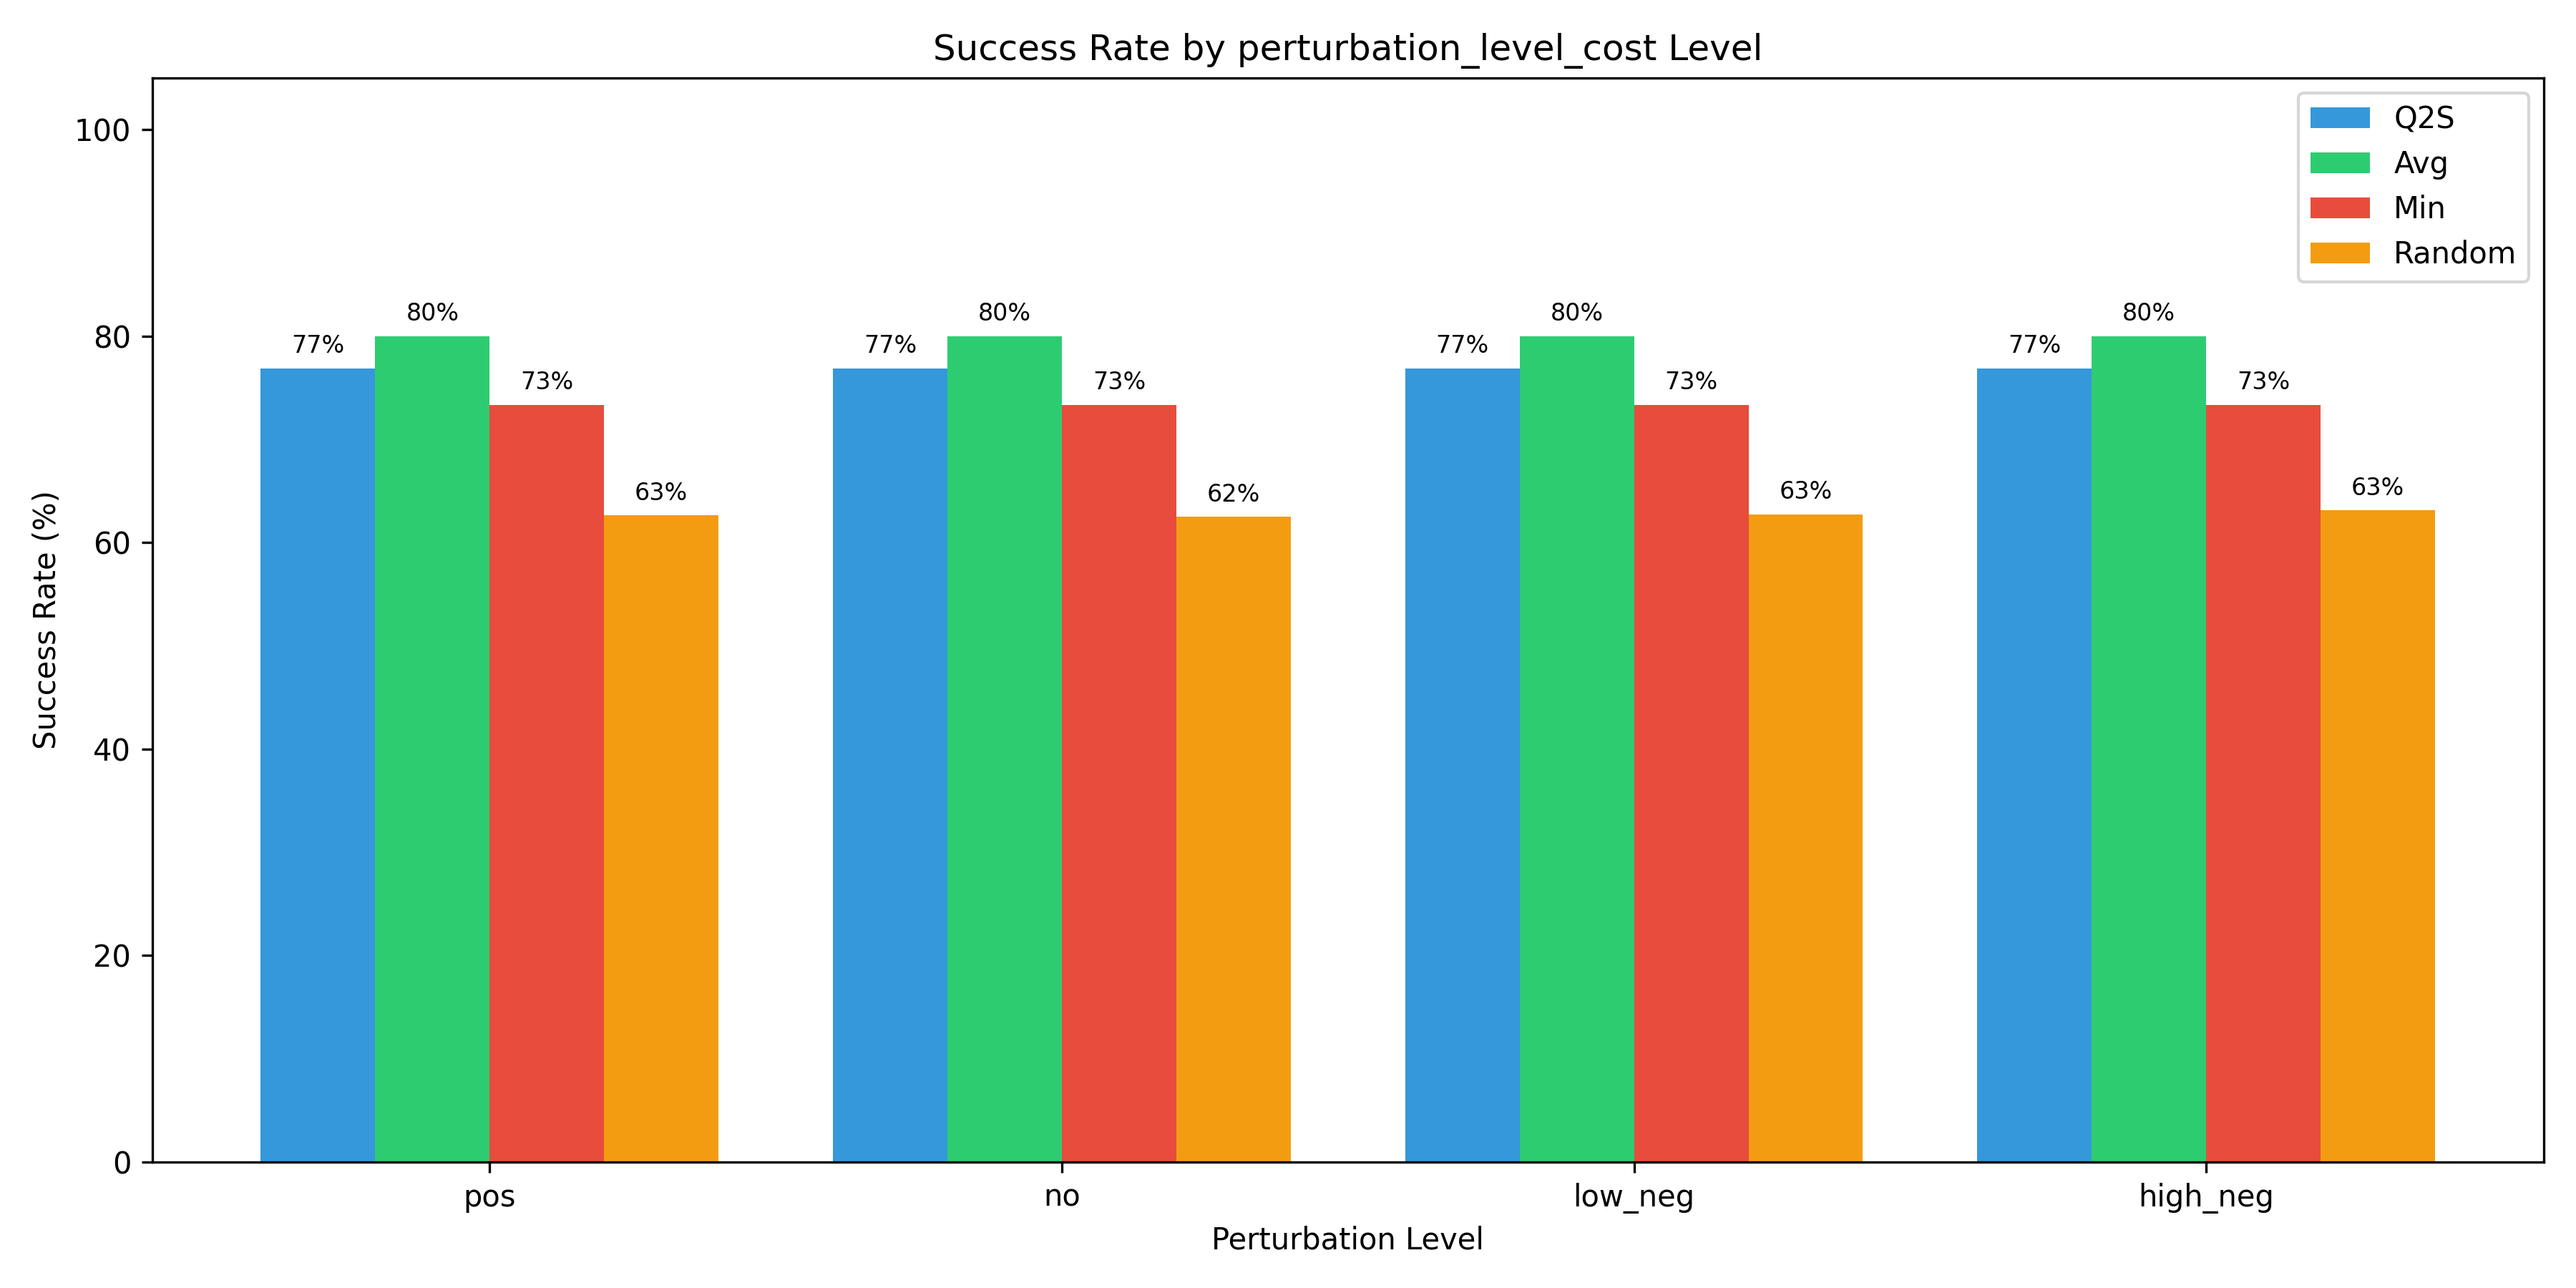 Success Rate by perturbation_level_cost Level
Q2S
Avg
Min
Random
Success Rate (%)
100
80
60
40
20
0
77%
80%
73%
63%
77%
80%
73%
62%
77%
80%
73%
63%
77%
80%
73%
63%
pos
no
low_neg
high_neg
Perturbation Level